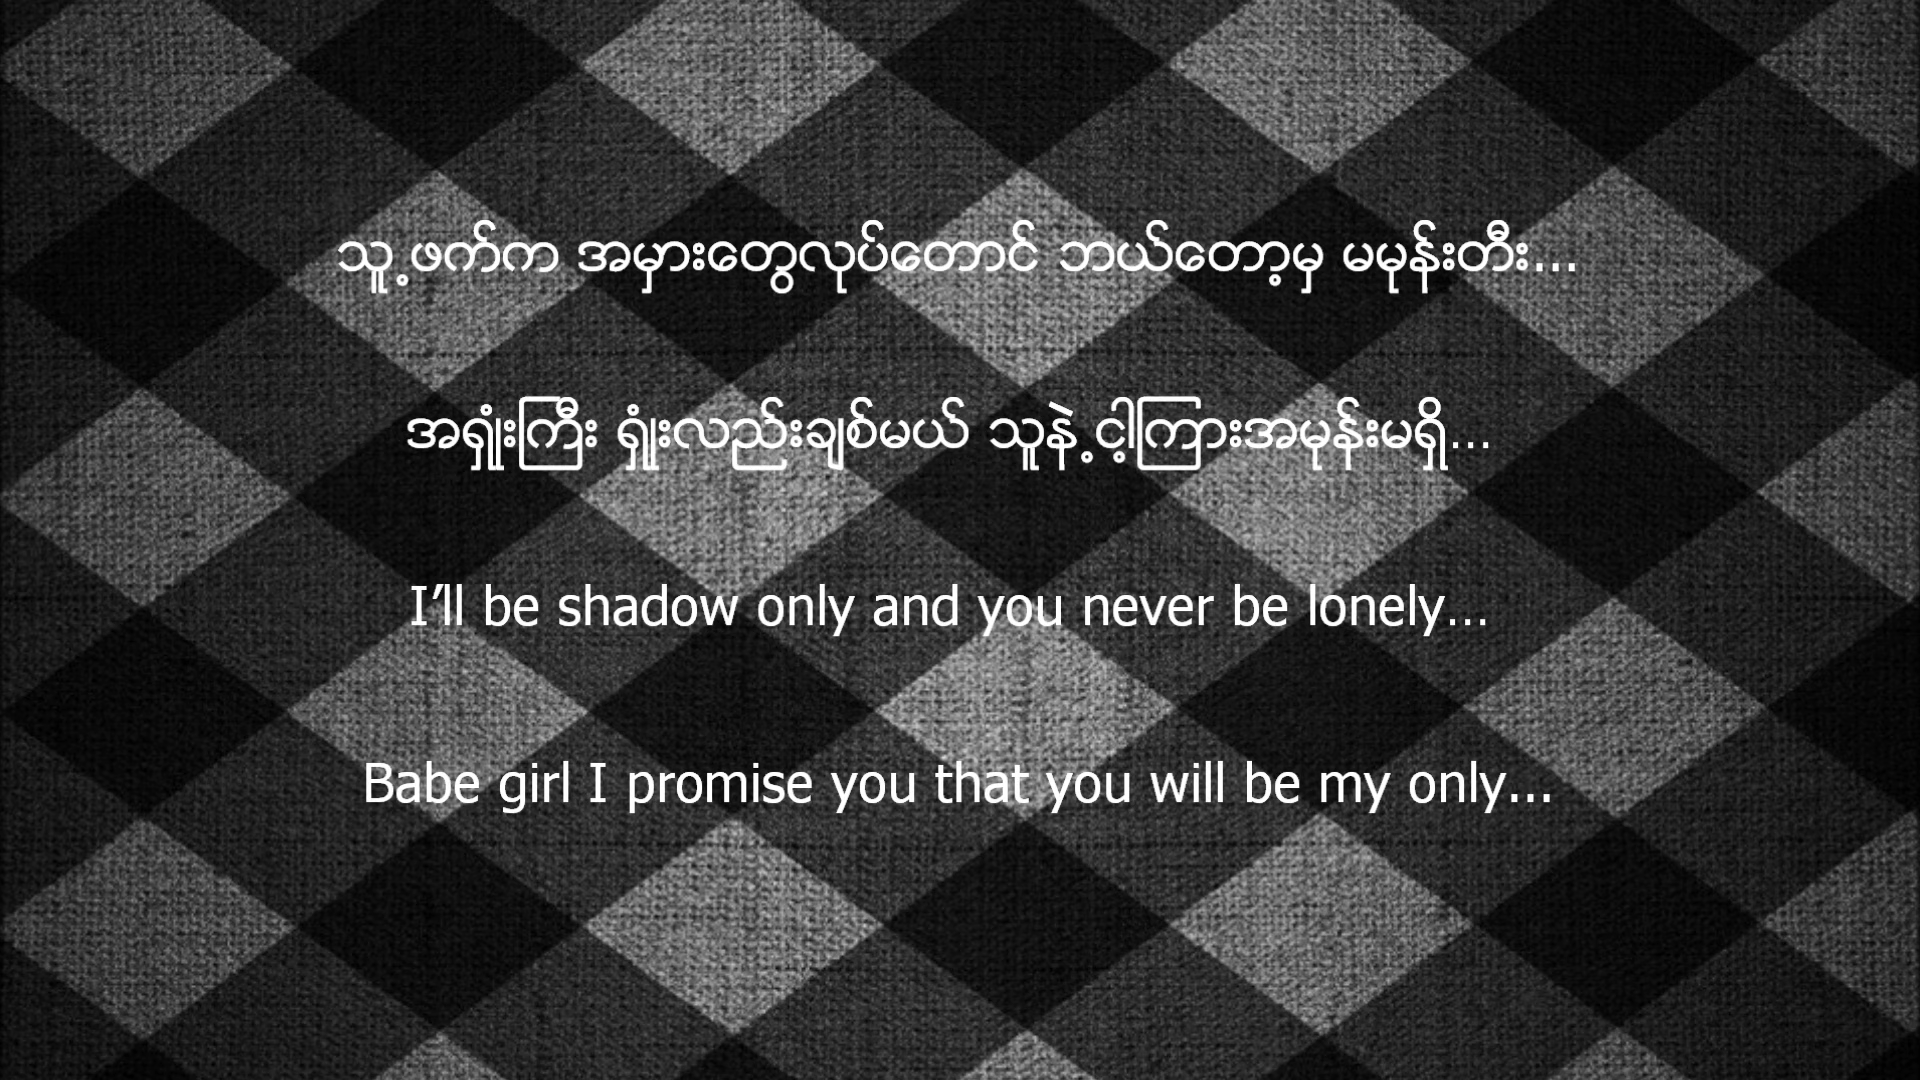 သူ့ဖက်က အမှားတွေလုပ်တောင် ဘယ်တော့မှ မမုန်းတီး...
အရှုံးကြီး ရှုံးလည်းချစ်မယ် သူနဲ့ ငါ့ကြားအမုန်းမရှိ...
I’ll be shadow only and you never be lonely...
Babe girl I promise you that you will be my only...